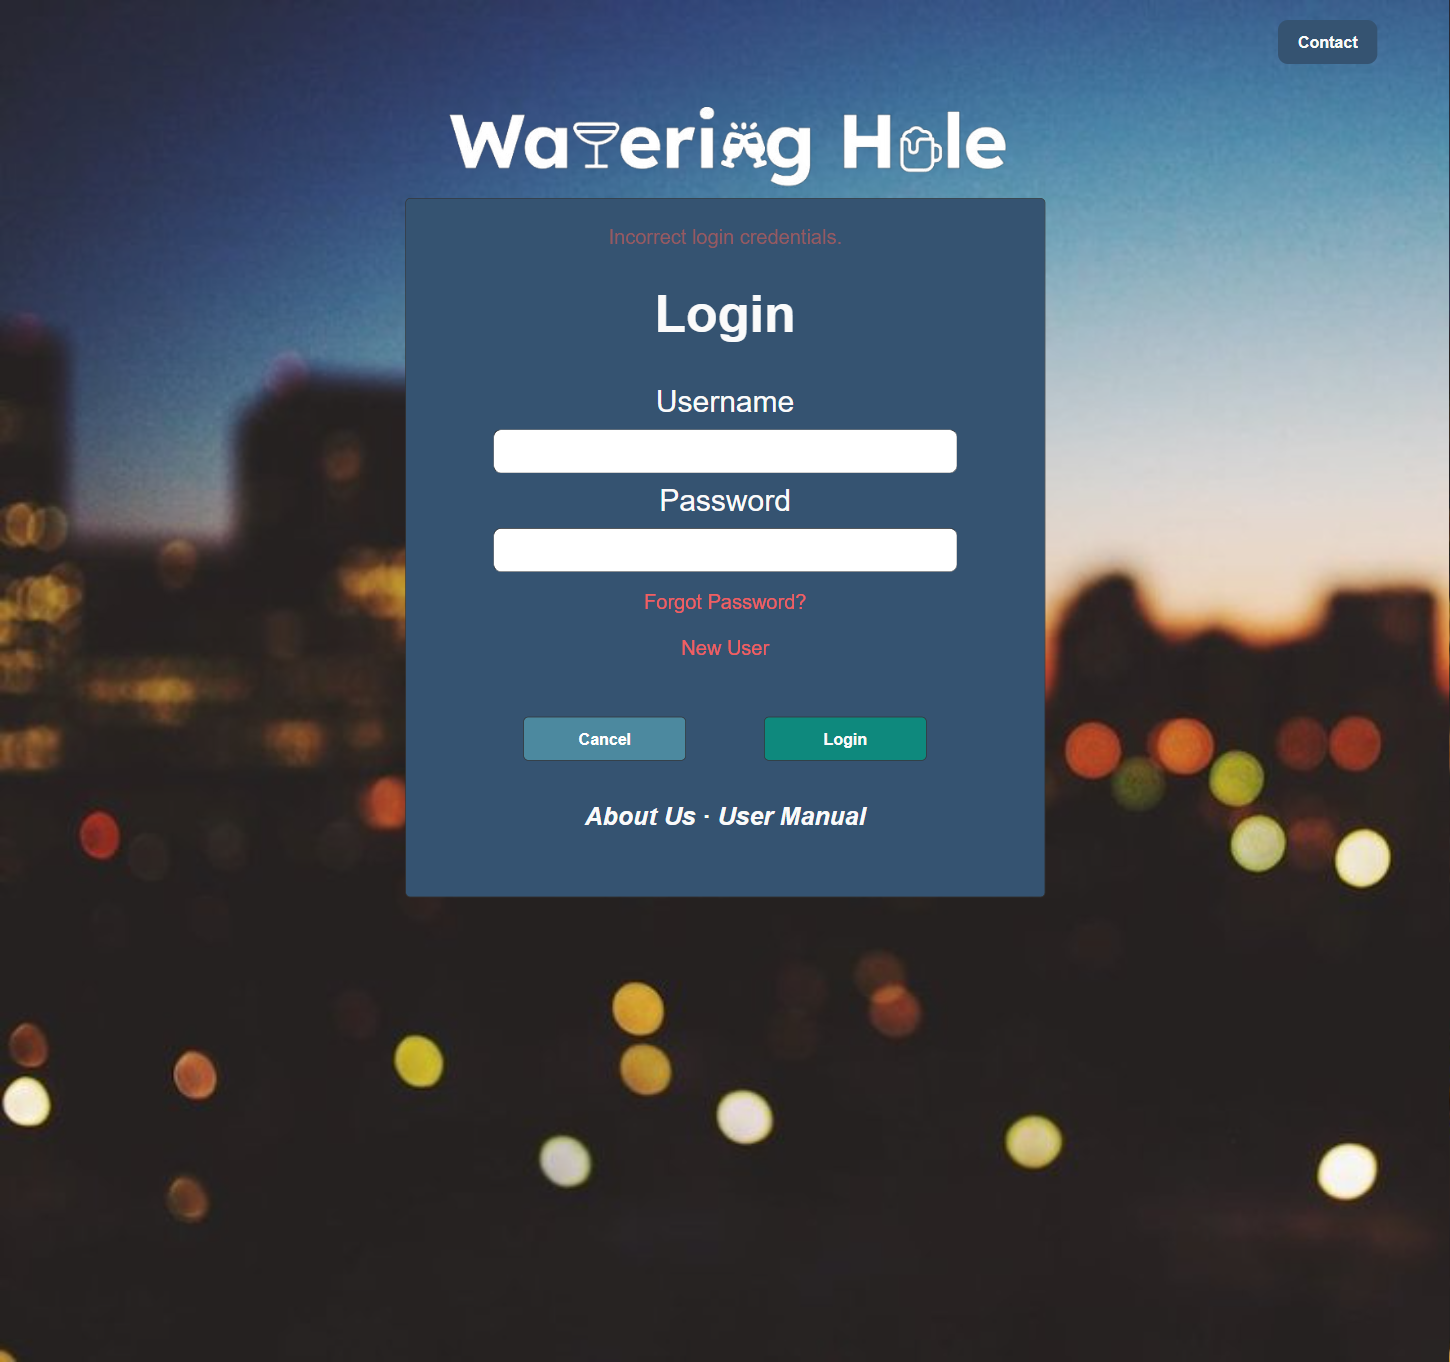 Contact
Watering Hole
Incorrect login credentials.
Login
Username
Password
Forgot Password?
New User
Cancel Login
About Us · User Manual